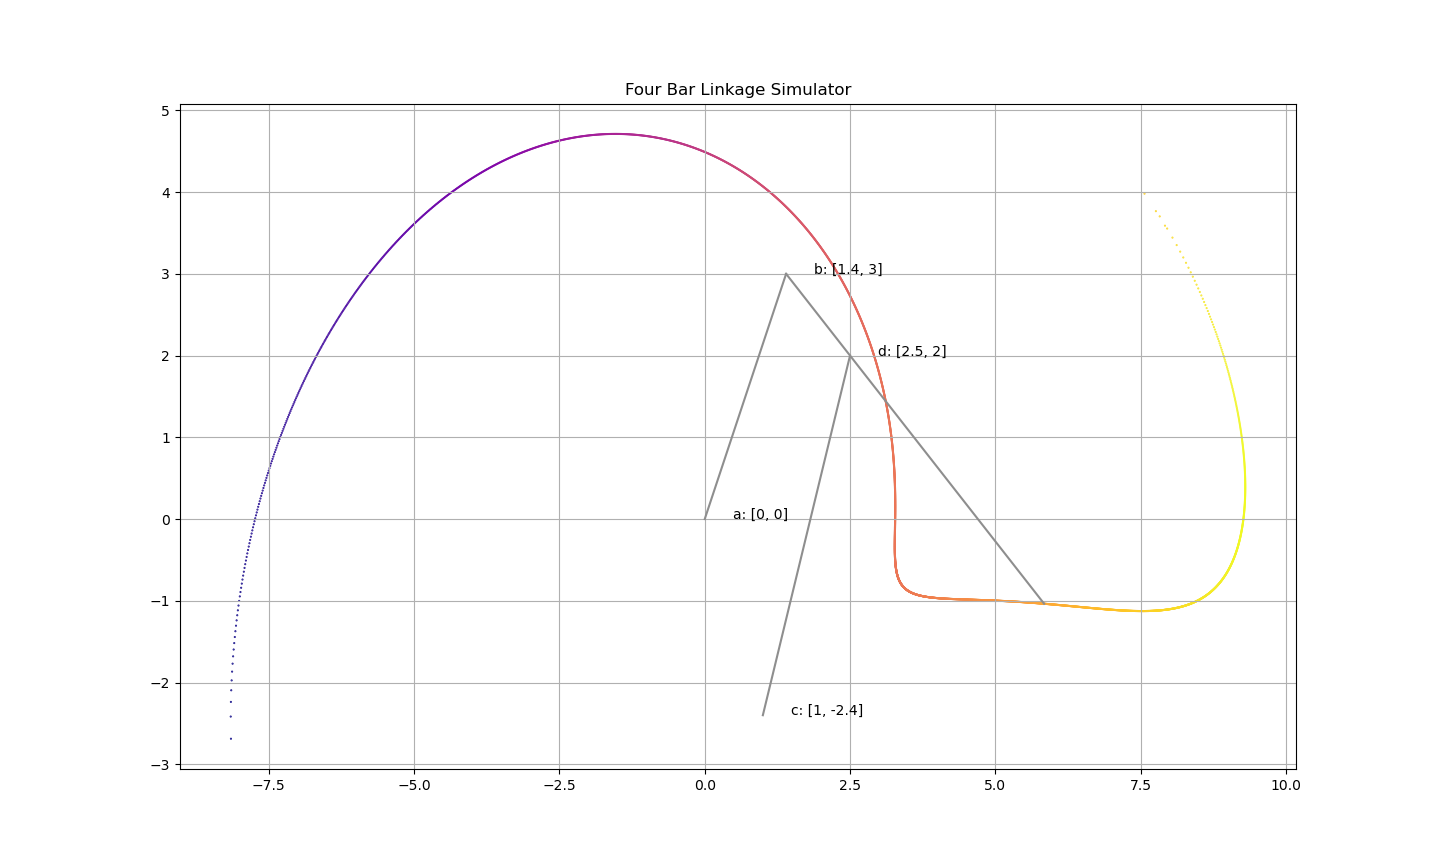 Four Bar Linkage Simulator
5
4
3
2
1
0
−1
−2
−3
b: [1.4, 3]
d: [2.5, 2]
a: [0, 0]
c: [1, -2.4]
−7.5 −5.0 −2.5 0.0 2.5 5.0 7.5 10.0